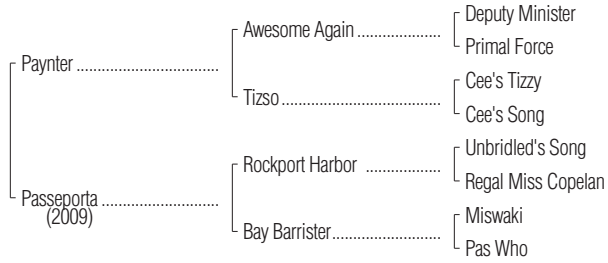 Deputy Minister
Awesome Again ..................
Primal Force
Paynter ...............................
Cee's Tizzy
Tizso ...................................
Cee's Song
Unbridled's Song
Rockport Harbor ................
Regal Miss Copelan
Passeporta .........................
(2009)
Miswaki
Bay Barrister........................
Pas Who